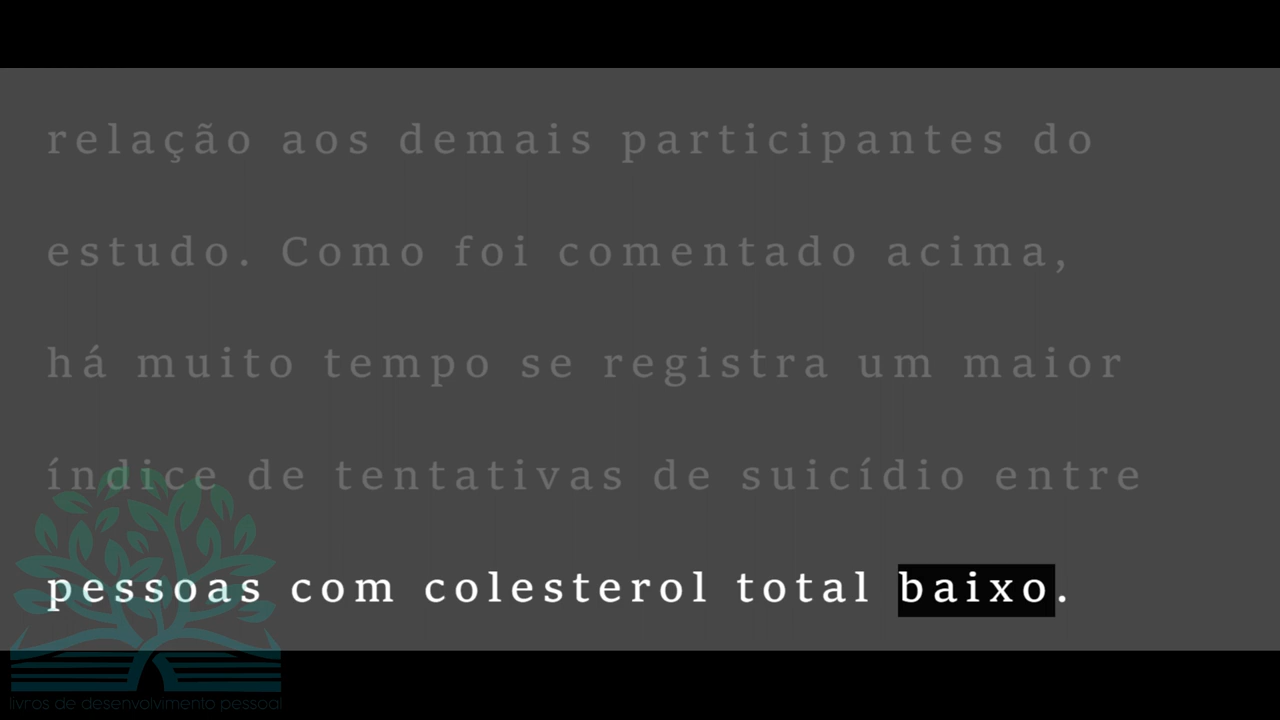 relação aos demais participantes do
estudo. Como foi comentado acima,
há muito tempo se registra um maior
índice de tentativas de suicídio entre
pessoas com colesterol total baixo.
livros de desenvolvimento pessoal